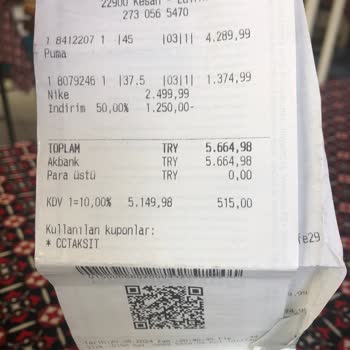 22900 Keşan -
273 056 5470
1 8412207 1 |45 |03|1| 4.289,99
Puma
1 8079246 1 |37.5 |03|1| 1.374,99
Nike 2.499,99
Indirim 50,00% 1.250,00-
TOPLAM TRY 5.664,98
Akbank TRY 5.664,98
Para üstü TRY 0,00
KDV 1=10,00% 5.149,98 515,00
Kullanılan kuponlar:
* CCTAKSIT